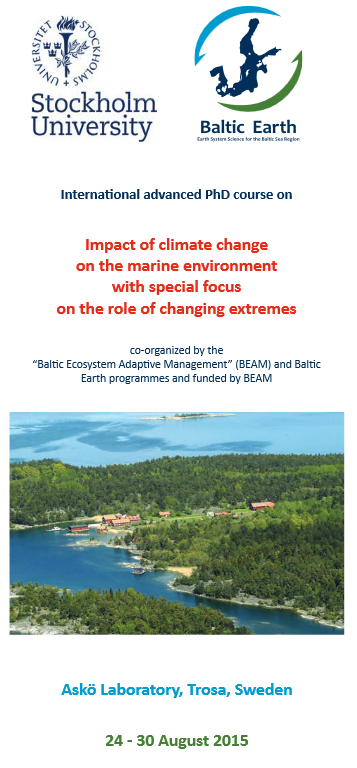 STOCKHOLMS UNIVERSITET
Stockholm
University
Baltic Earth
Earth System Science for the Baltic Sea Region
International advanced PhD course on
Impact of climate change
on the marine environment
with special focus
on the role of changing extremes
co-organized by the
“Baltic Ecosystem Adaptive Management” (BEAM) and Baltic
Earth programmes and funded by BEAM
Askö Laboratory, Trosa, Sweden
24 - 30 August 2015